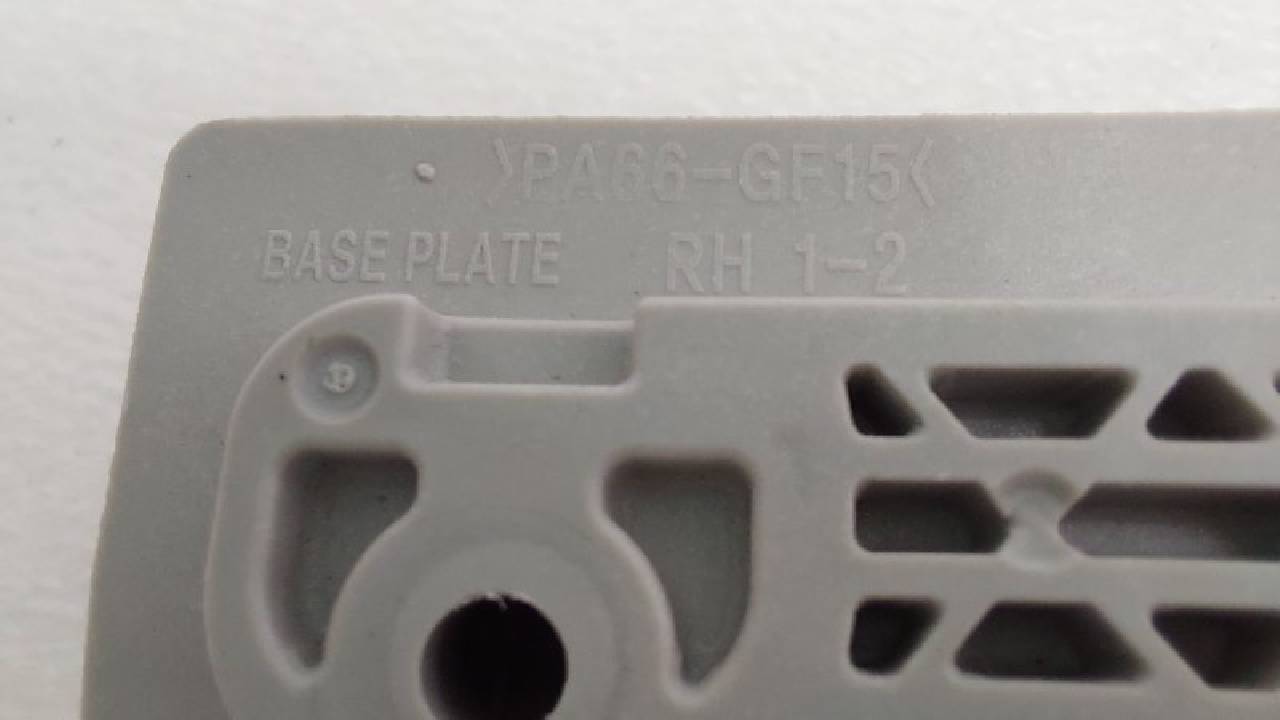 >PA66-GF15<
BASE PLATE RH 1-2